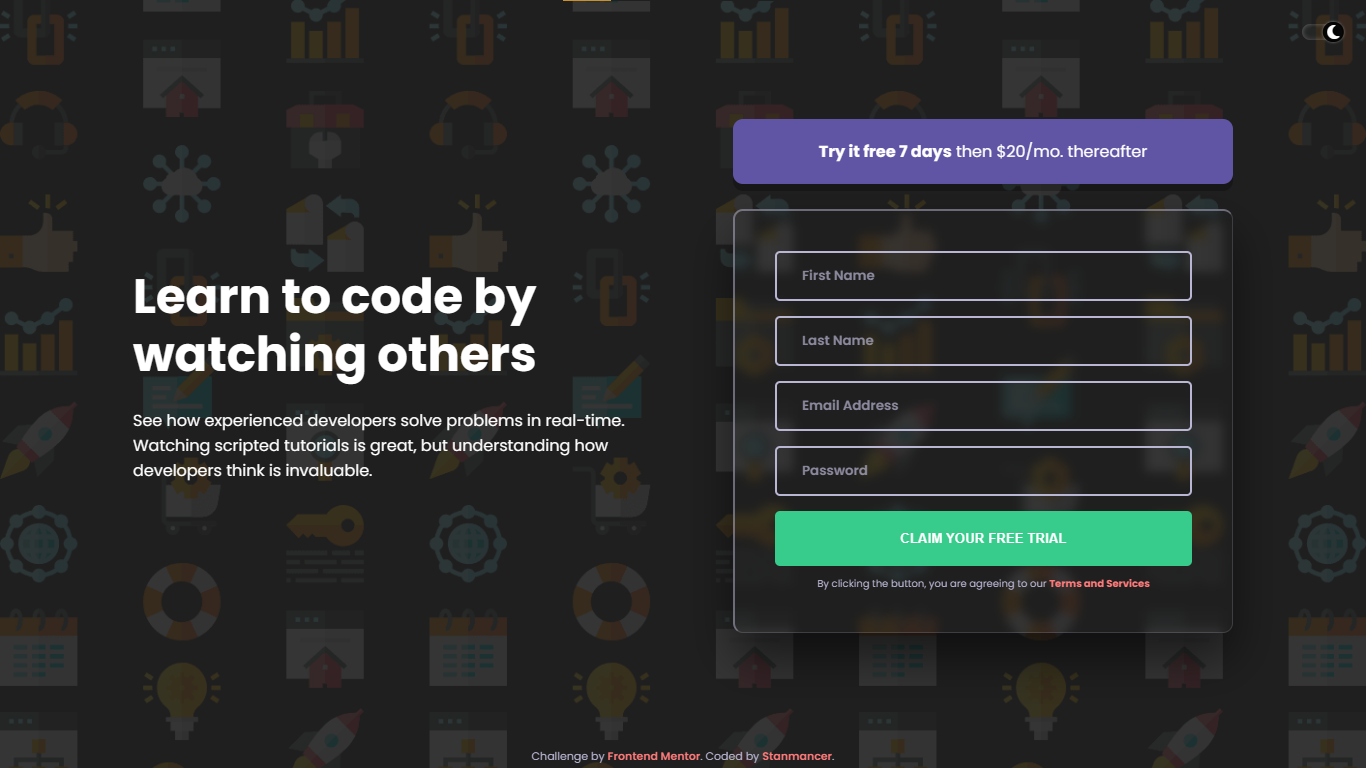 Try it free 7 days then $20/mo. thereafter
Learn to code by
watching others
See how experienced developers solve problems in real-time.
Watching scripted tutorials is great, but understanding how
developers think is invaluable.
First Name
Last Name
Email Address
Password
CLAIM YOUR FREE TRIAL
By clicking the button, you are agreeing to our Terms and Services
Challenge by Frontend Mentor. Coded by Stanmancer.